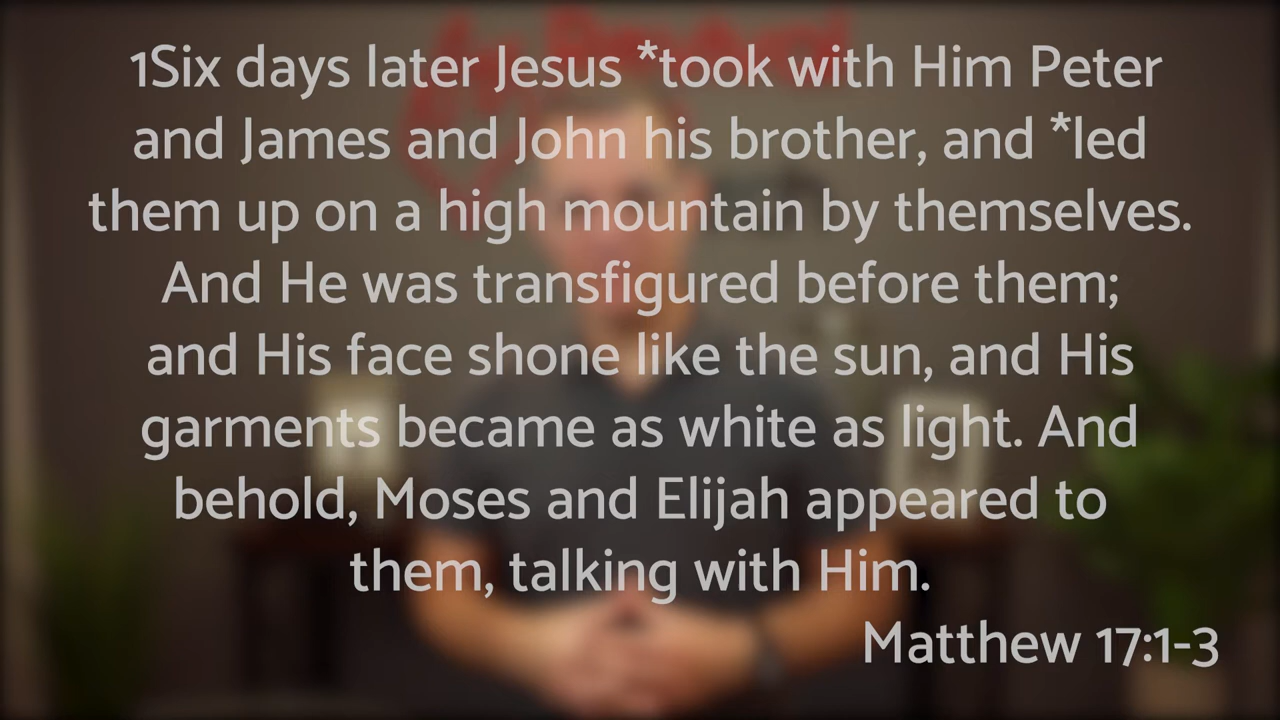 1Six days later Jesus *took with Him Peter
and James and John his brother, and *led
them up on a high mountain by themselves.
And He was transfigured before them;
and His face shone like the sun, and His
garments became as white as light. And
behold, Moses and Elijah appeared to
them, talking with Him.
Matthew 17:1-3